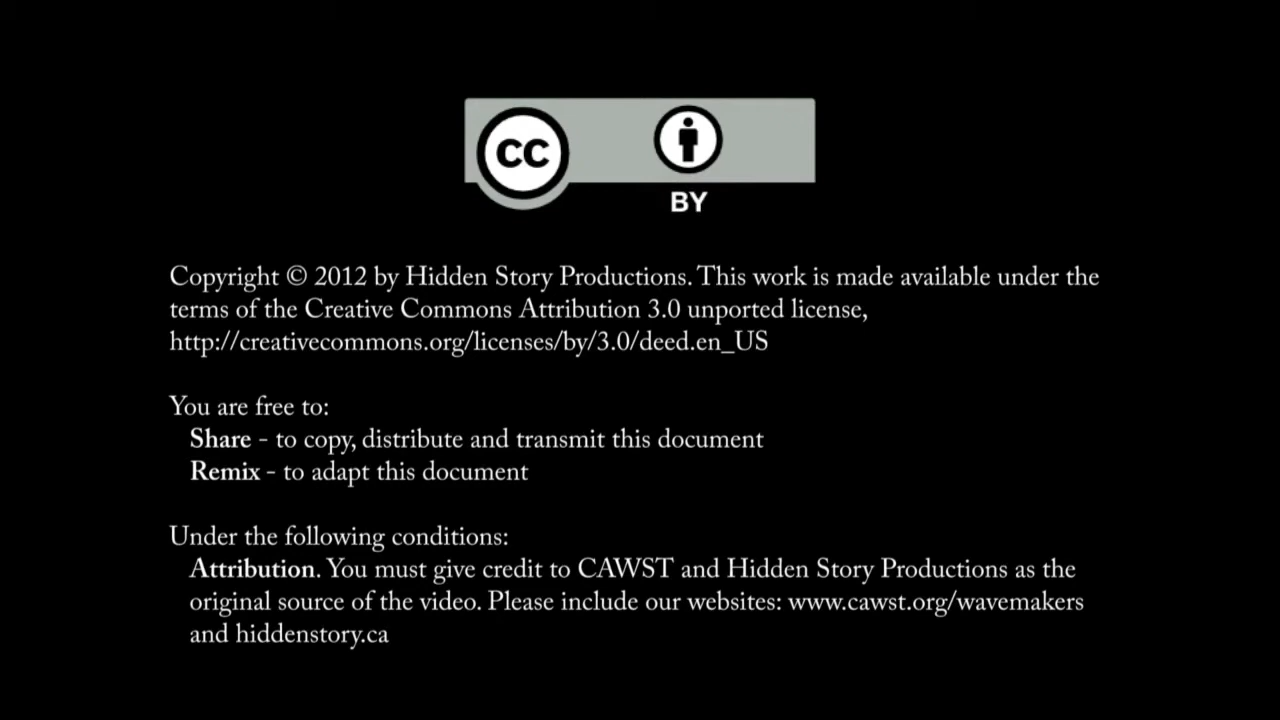 CC
BY
Copyright © 2012 by Hidden Story Productions. This work is made available under the
terms of the Creative Commons Attribution 3.0 unported license,
http://creativecommons.org/licenses/by/3.0/deed.en_US
You are free to:
Share - to copy, distribute and transmit this document
Remix - to adapt this document
Under the following conditions:
Attribution. You must give credit to CAWST and Hidden Story Productions as the
original source of the video. Please include our websites: www.cawst.org/wavemakers
and hiddenstory.ca